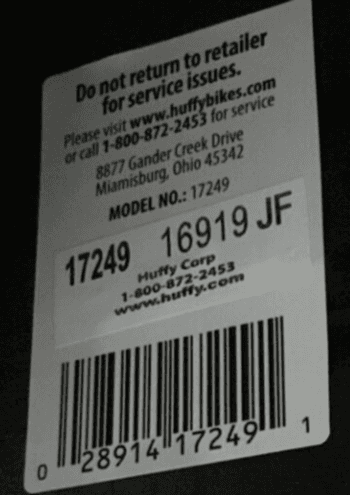 Do not return to retailer
for service issues.
Please visit www.huffybikes.com
or call 1-800-872-2453 for service
8877 Gander Creek Drive
Miamisburg, Ohio 45342
MODEL NO.: 17249
17249 16919 JF
Huffy Corp
1-800-872-2453
www.huffy.com
0 28914 17249 1